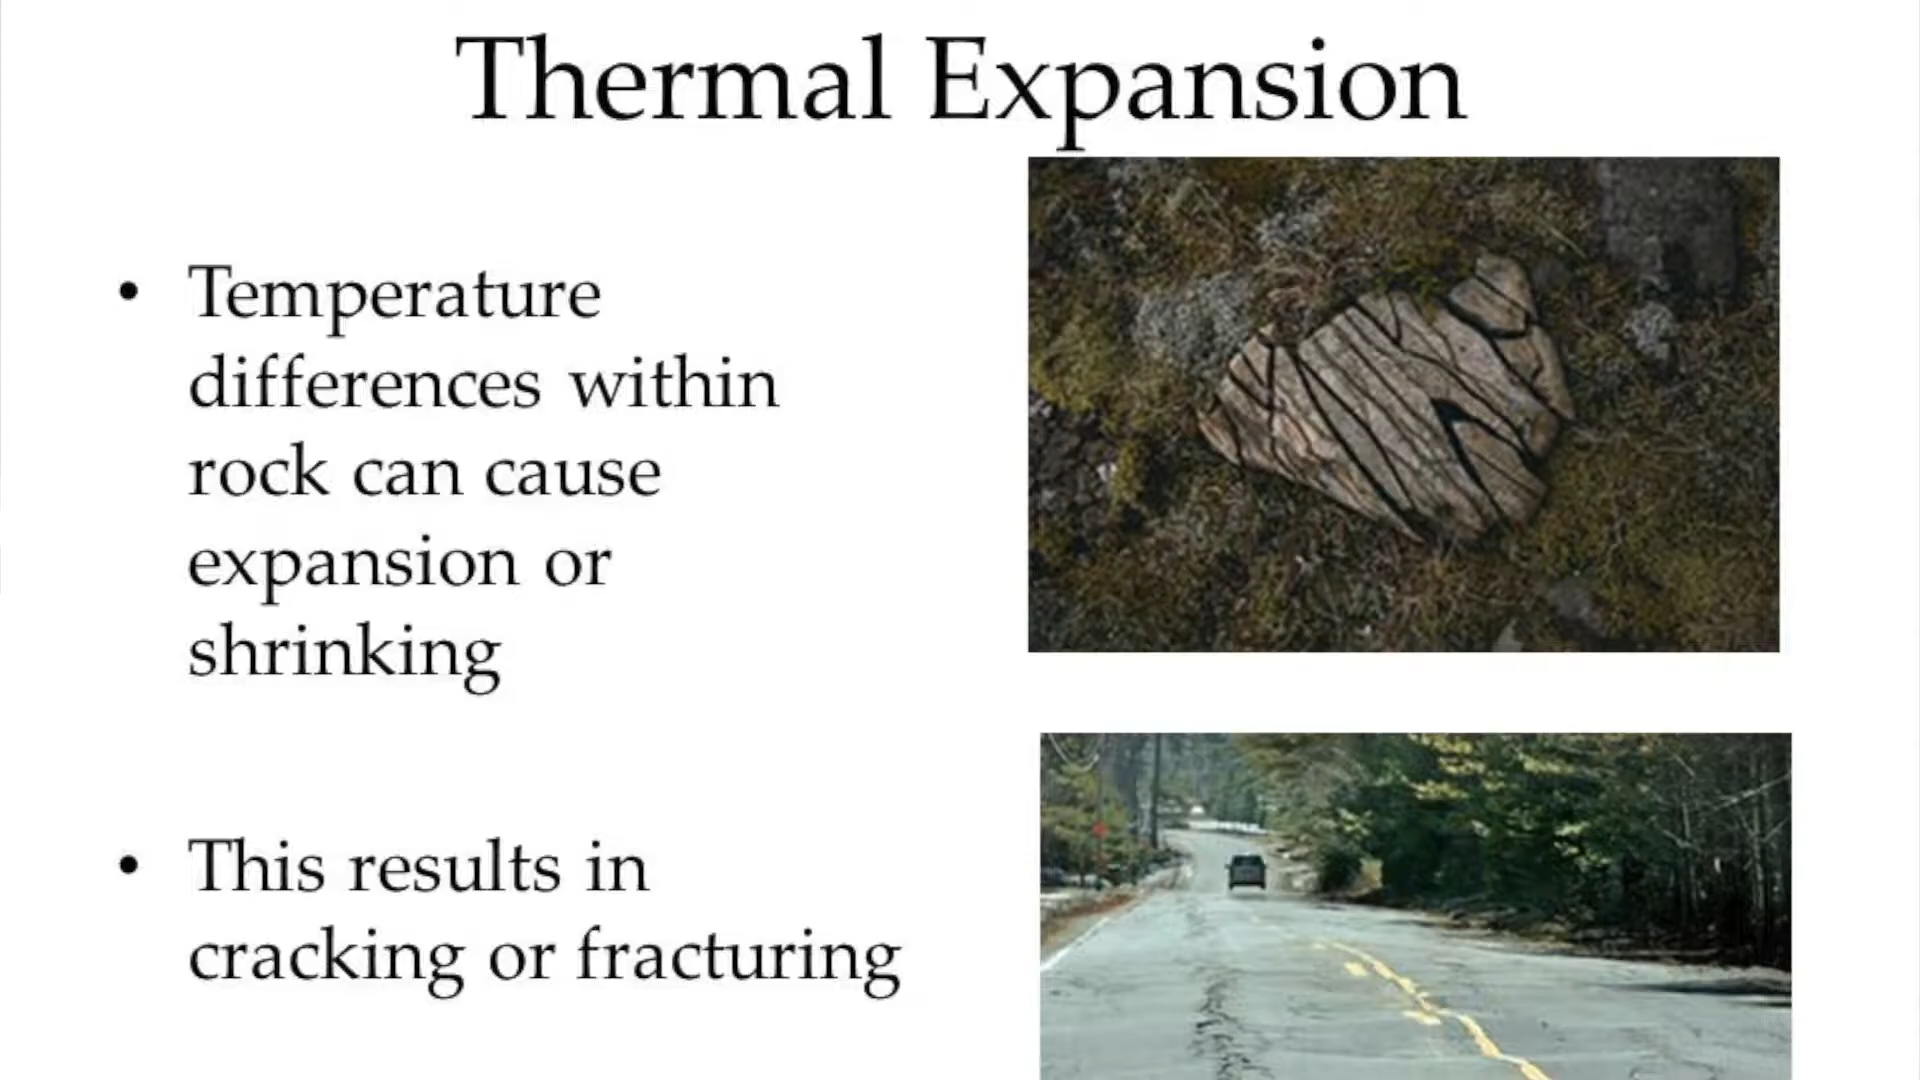 Thermal Expansion
• Temperature
differences within
rock can cause
expansion or
shrinking
• This results in
cracking or fracturing